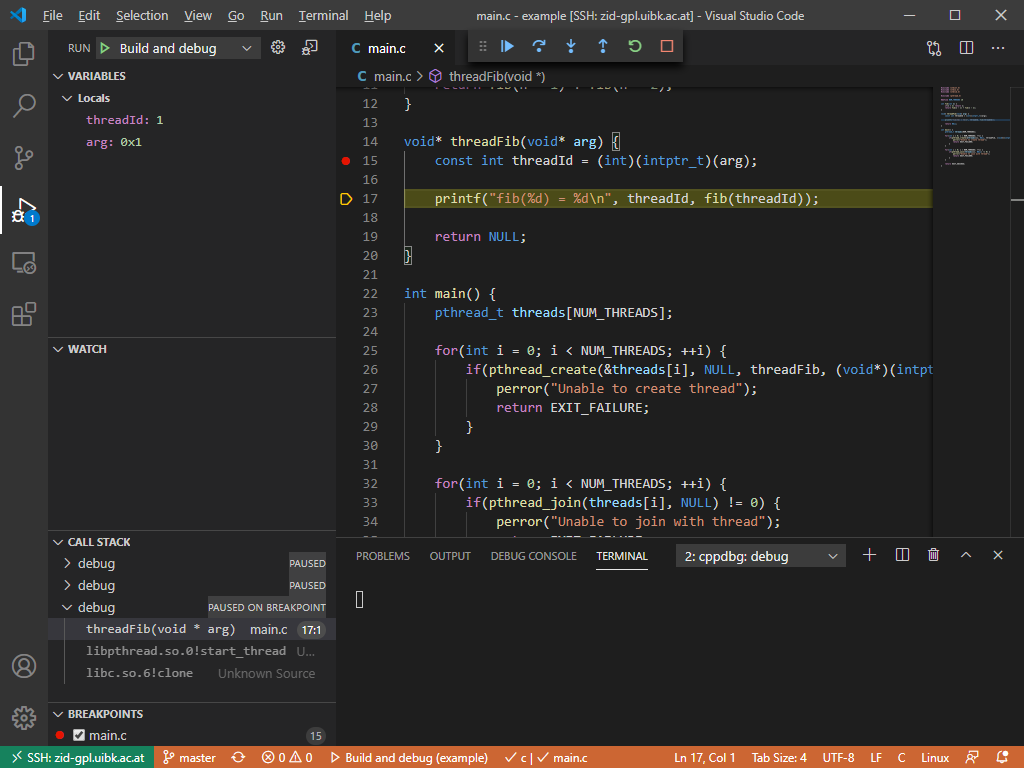 File Edit Selection View Go Run Terminal Help main.c - example [SSH: zid-gpl.uibk.ac.at] - Visual Studio Code
RUN Build and debug
1
VARIABLES
Locals
threadId: 1
arg: 0x1
WATCH
CALL STACK
debug PAUSED
debug PAUSED
debug PAUSED ON BREAKPOINT
threadFib(void * arg) main.c 17:1
libpthread.so.0!start_thread U...
libc.so.6!clone Unknown Source
BREAKPOINTS
main.c 15
C main.c
C main.c > threadFib(void *)
12 }
13
14 void* threadFib(void* arg) {
15 const int threadId = (int)(intptr_t)(arg);
16
17 printf("fib(%d) = %d\n", threadId, fib(threadId));
18
19 return NULL;
20 }
21
22 int main() {
23 pthread_t threads[NUM_THREADS];
24
25 for(int i = 0; i < NUM_THREADS; ++i) {
26 if(pthread_create(&threads[i], NULL, threadFib, (void*)(intpt
27 perror("Unable to create thread");
28 return EXIT_FAILURE;
29 }
30 }
31
32 for(int i = 0; i < NUM_THREADS; ++i) {
33 if(pthread_join(threads[i], NULL) != 0) {
34 perror("Unable to join with thread");
PROBLEMS OUTPUT DEBUG CONSOLE TERMINAL 2: cppdbg: debug
SSH: zid-gpl.uibk.ac.at master 0 0 Build and debug (example) c | main.c Ln 17, Col 1 Tab Size: 4 UTF-8 LF C Linux